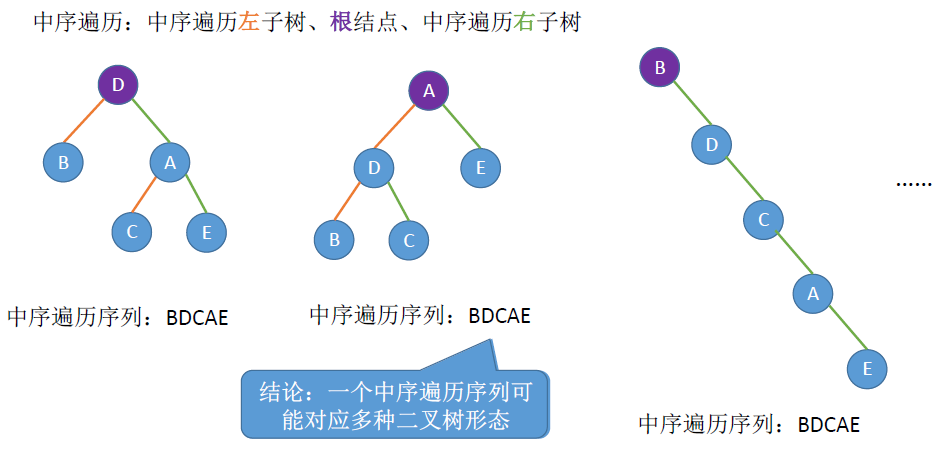 中序遍历：中序遍历左子树、根结点、中序遍历右子树
D
B
A
C
E
中序遍历序列：BDCAE
A
D
E
B
C
中序遍历序列：BDCAE
结论：一个中序遍历序列可
能对应多种二叉树形态
B
D
C
A
E
中序遍历序列：BDCAE
……